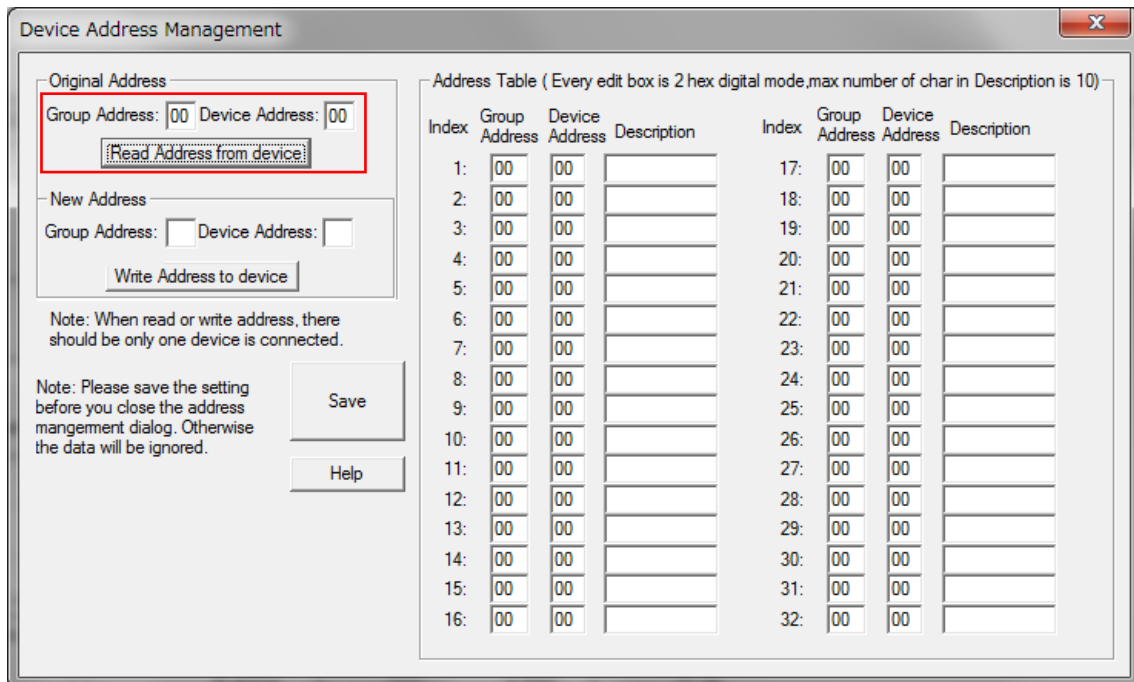 Device Address Management
Original Address
Group Address: 00 Device Address: 00
Read Address from device
New Address
Group Address: Device Address:
Write Address to device
Note: When read or write address, there
should be only one device is connected.
Note: Please save the setting
before you close the address
mangement dialog. Otherwise
the data will be ignored.
Save
Help
Address Table ( Every edit box is 2 hex digital mode,max number of char in Description is 10)
Index Group Address Device Address Description Index Group Address Device Address Description
1: 00 00 17: 00 00
2: 00 00 18: 00 00
3: 00 00 19: 00 00
4: 00 00 20: 00 00
5: 00 00 21: 00 00
6: 00 00 22: 00 00
7: 00 00 23: 00 00
8: 00 00 24: 00 00
9: 00 00 25: 00 00
10: 00 00 26: 00 00
11: 00 00 27: 00 00
12: 00 00 28: 00 00
13: 00 00 29: 00 00
14: 00 00 30: 00 00
15: 00 00 31: 00 00
16: 00 00 32: 00 00